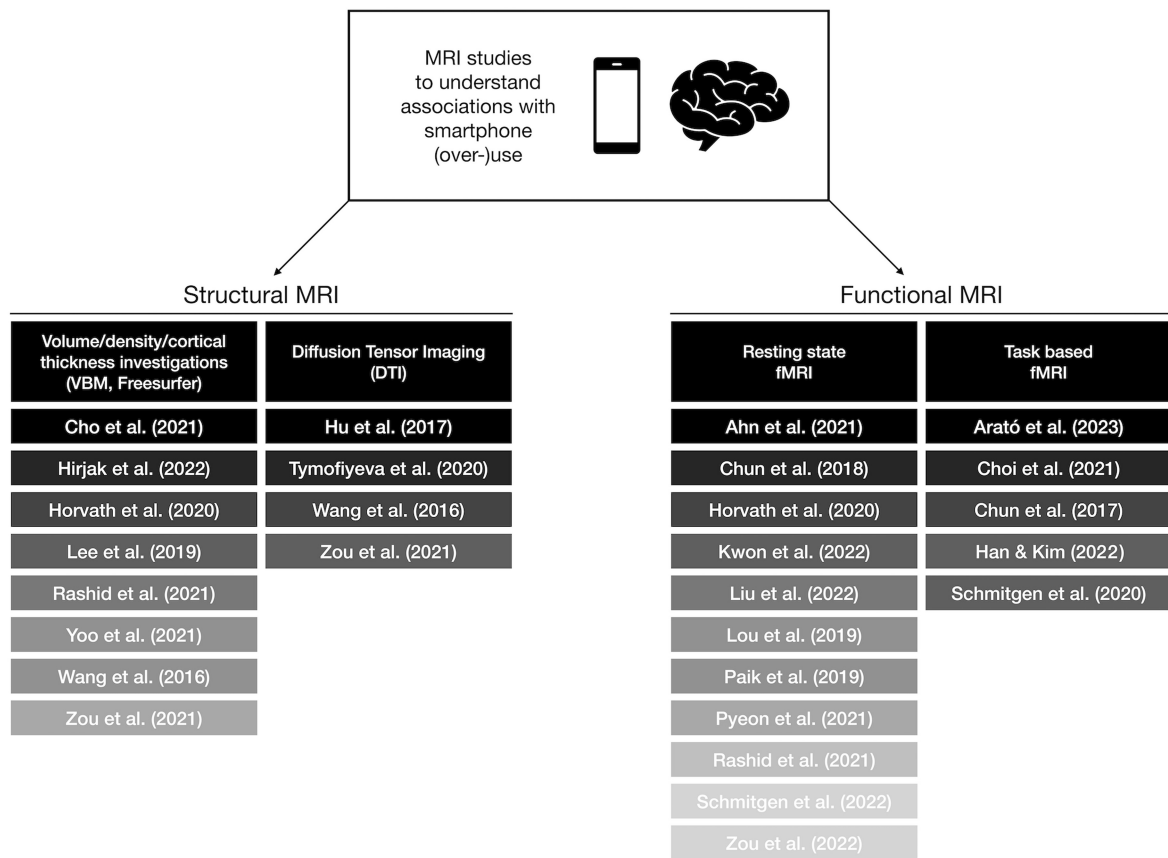 MRI studies
to understand
associations with
smartphone
(over-)use
Structural MRI
Volume/density/cortical
thickness investigations
(VBM, Freesurfer)
Cho et al. (2021)
Hirjak et al. (2022)
Horvath et al. (2020)
Lee et al. (2019)
Rashid et al. (2021)
Yoo et al. (2021)
Wang et al. (2016)
Zou et al. (2021)
Diffusion Tensor Imaging
(DTI)
Hu et al. (2017)
Tymofiyeva et al. (2020)
Wang et al. (2016)
Zou et al. (2021)
Functional MRI
Resting state
fMRI
Ahn et al. (2021)
Chun et al. (2018)
Horvath et al. (2020)
Kwon et al. (2022)
Liu et al. (2022)
Lou et al. (2019)
Paik et al. (2019)
Pyeon et al. (2021)
Rashid et al. (2021)
Schmitgen et al. (2022)
Zou et al. (2022)
Task based
fMRI
Arató et al. (2023)
Choi et al. (2021)
Chun et al. (2017)
Han & Kim (2022)
Schmitgen et al. (2020)